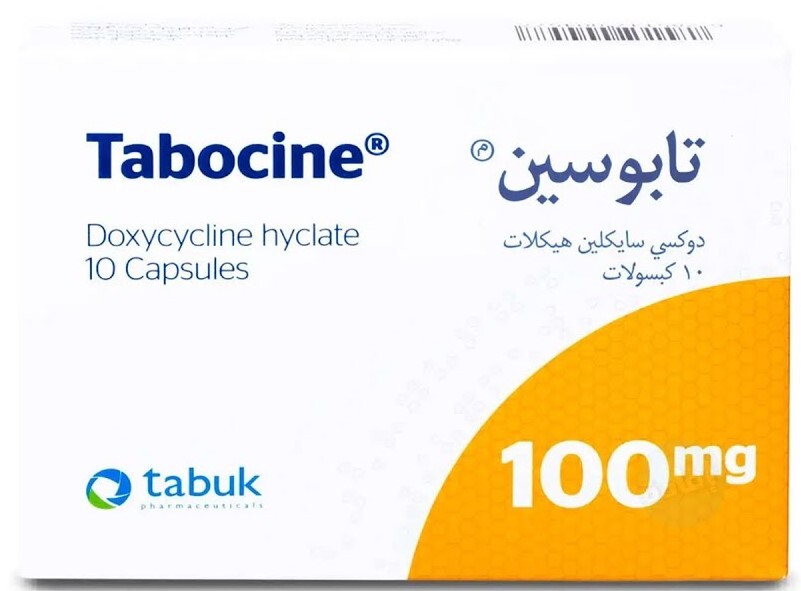 Tabocine®
تابوسين م
Doxycycline hyclate
دوكسي سايكلين هيكلات
10 Capsules
١٠ كبسولات
100mg
tabuk
pharmaceuticals